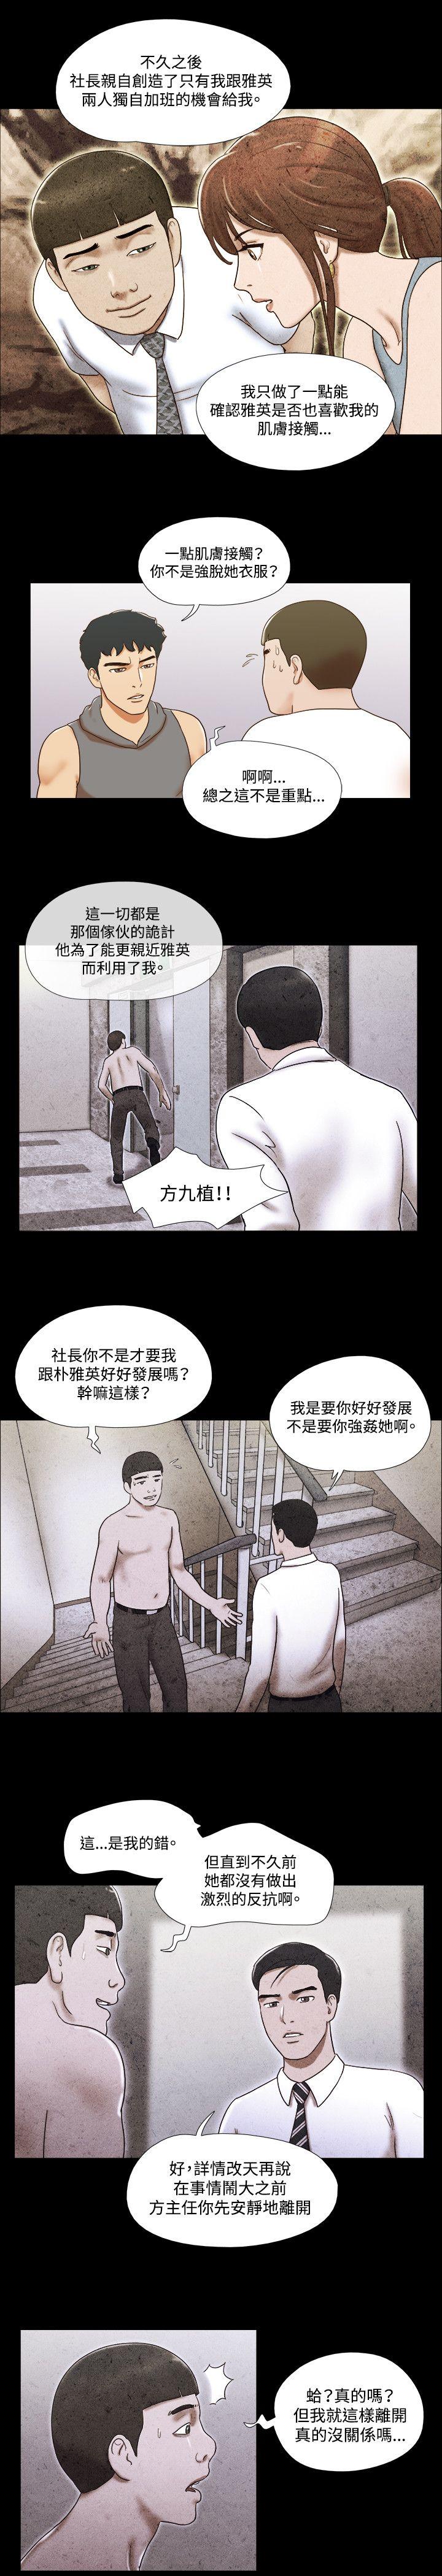 不久之後
社長親自創造了只有我跟雅英
兩人獨自加班的機會給我。
我只做了一點能
確認雅英是否也喜歡我的
肌膚接觸...
一點肌膚接觸？
你不是強脫她衣服？
啊啊...
總之這不是重點...
這一切都是
那個傢伙的詭計
他為了能更親近雅英
而利用了我。
方九植！！
社長你不是才要我
跟朴雅英好好發展嗎？
幹嘛這樣？
我是要你好好發展
不是要你強姦她啊。
這...是我的錯。
但直到不久前
她都沒有做出
激烈的反抗啊。
好，詳情改天再說
在事情鬧大之前
方主任你先安靜地離開
蛤？真的嗎？
但我就這樣離開
真的沒關係嗎...